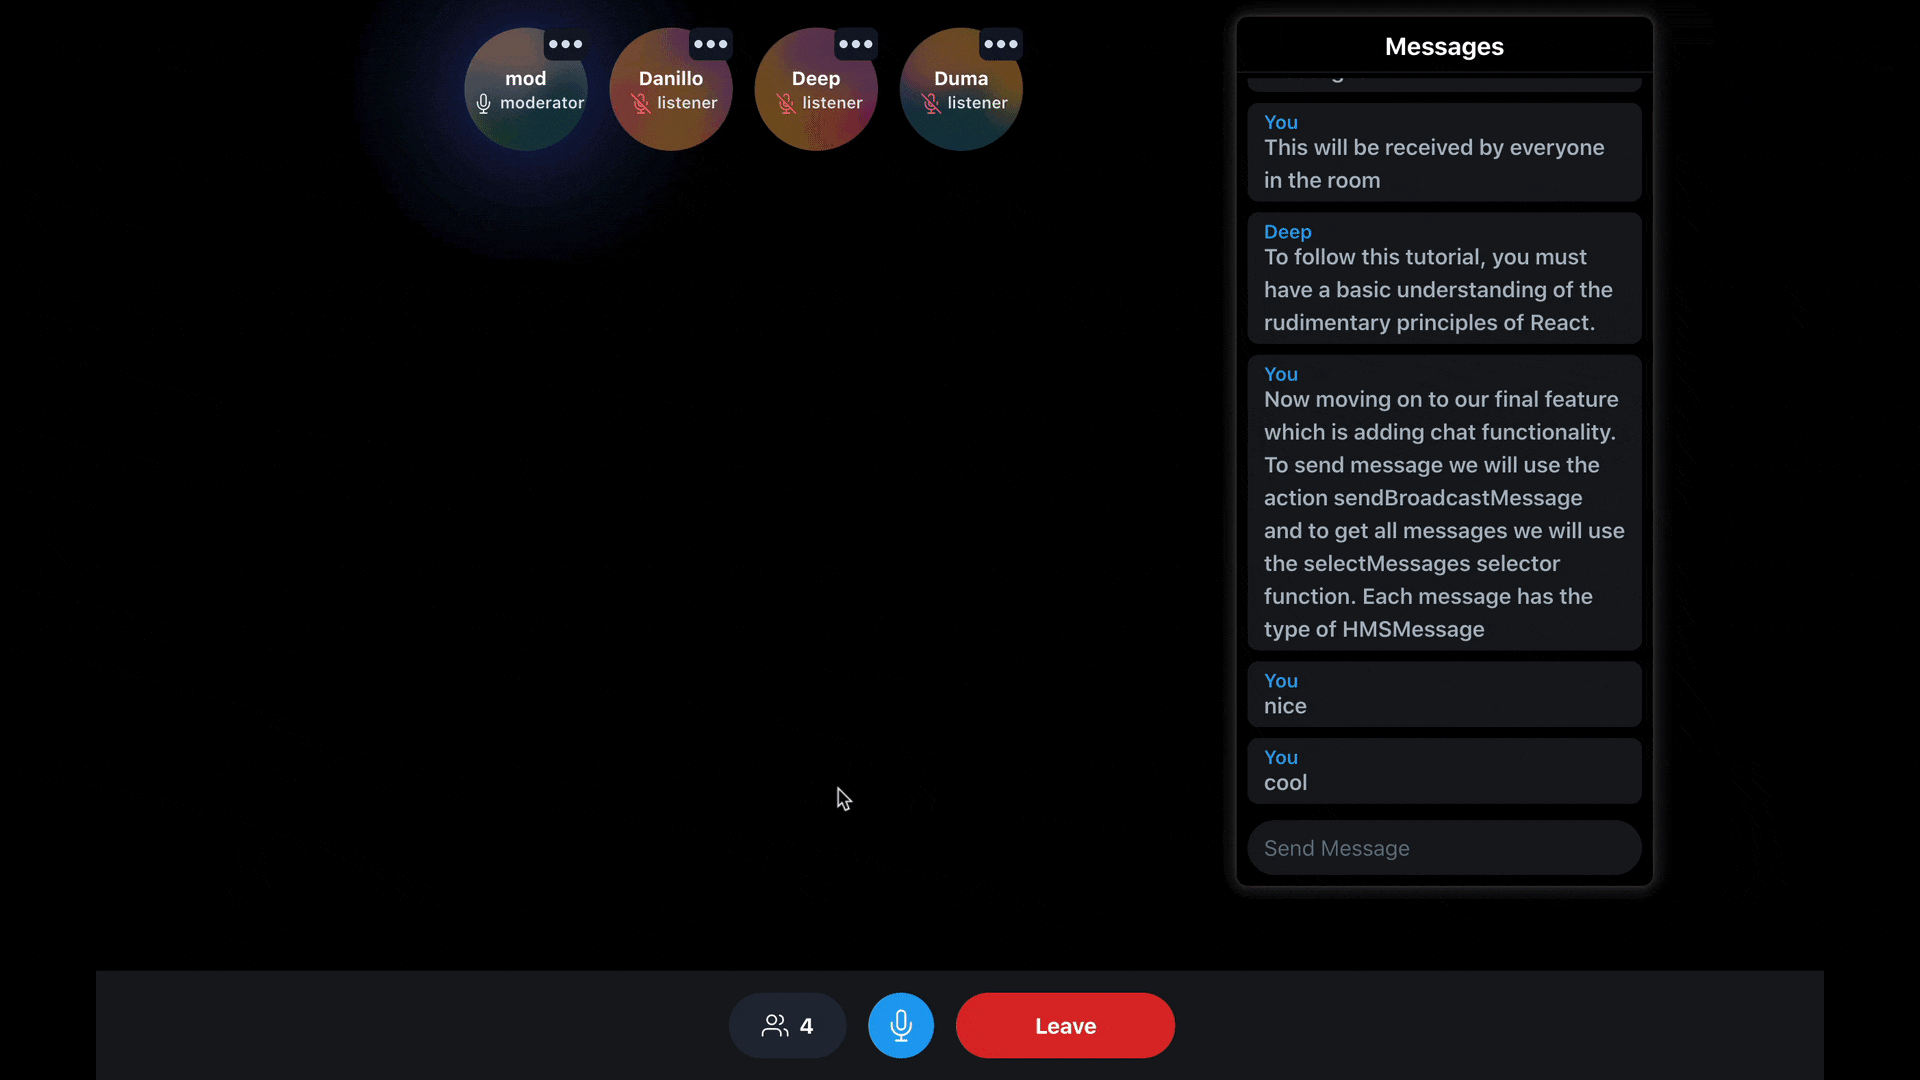 mod
moderator
Danillo
listener
Deep
listener
Duma
listener
Messages
You
This will be received by everyone
in the room
Deep
To follow this tutorial, you must
have a basic understanding of the
rudimentary principles of React.
You
Now moving on to our final feature
which is adding chat functionality.
To send message we will use the
action sendBroadcastMessage
and to get all messages we will use
the selectMessages selector
function. Each message has the
type of HMSMessage
You
nice
You
cool
Send Message
4
Leave